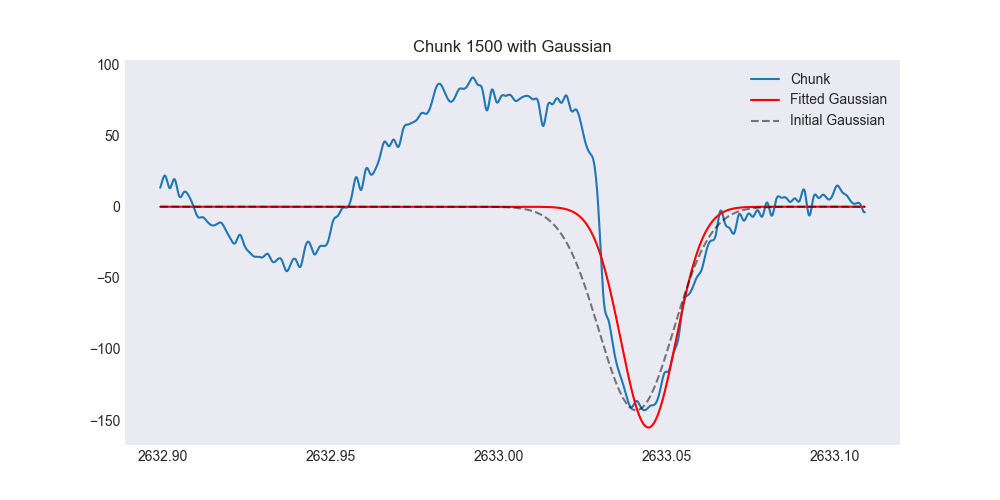 Chunk 1500 with Gaussian
100
50
0
−50
−100
−150
2632.90
2632.95
2633.00
2633.05
2633.10
Chunk
Fitted Gaussian
Initial Gaussian